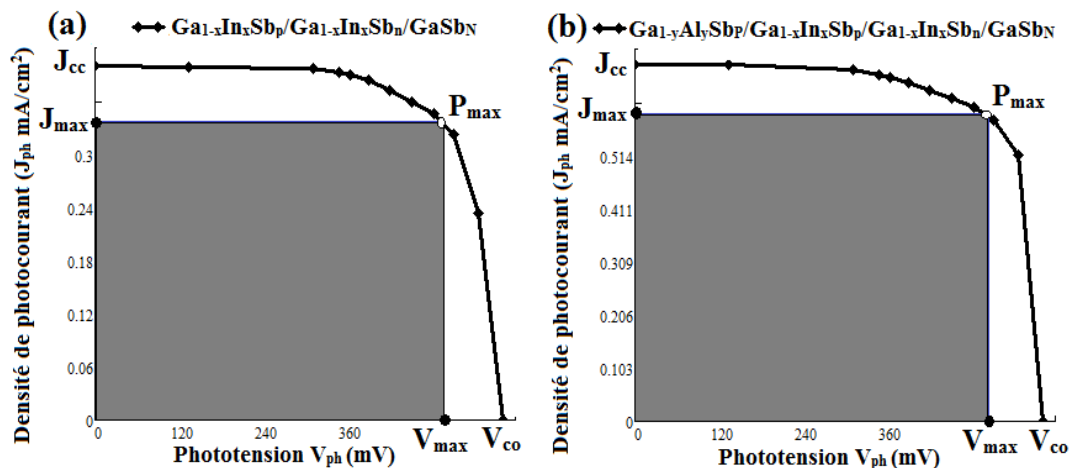 (a) Ga1-xInxSbp/Ga1-xInxSbn/GaSbN
Densité de photocourant (Jph mA/cm²)
Jcc
Jmax
Pmax
0.3
0.24
0.18
0.12
0.06
0
0 120 240 360 Vmax Vco
Phototension Vph (mV)
(b) Ga1-yAlySbP/Ga1-xInxSbp/Ga1-xInxSbn/GaSbN
Densité de photocourant (Jph mA/cm²)
Jcc
Jmax
Pmax
0.514
0.411
0.309
0.206
0.103
0
0 120 240 360 Vmax Vco
Phototension Vph (mV)